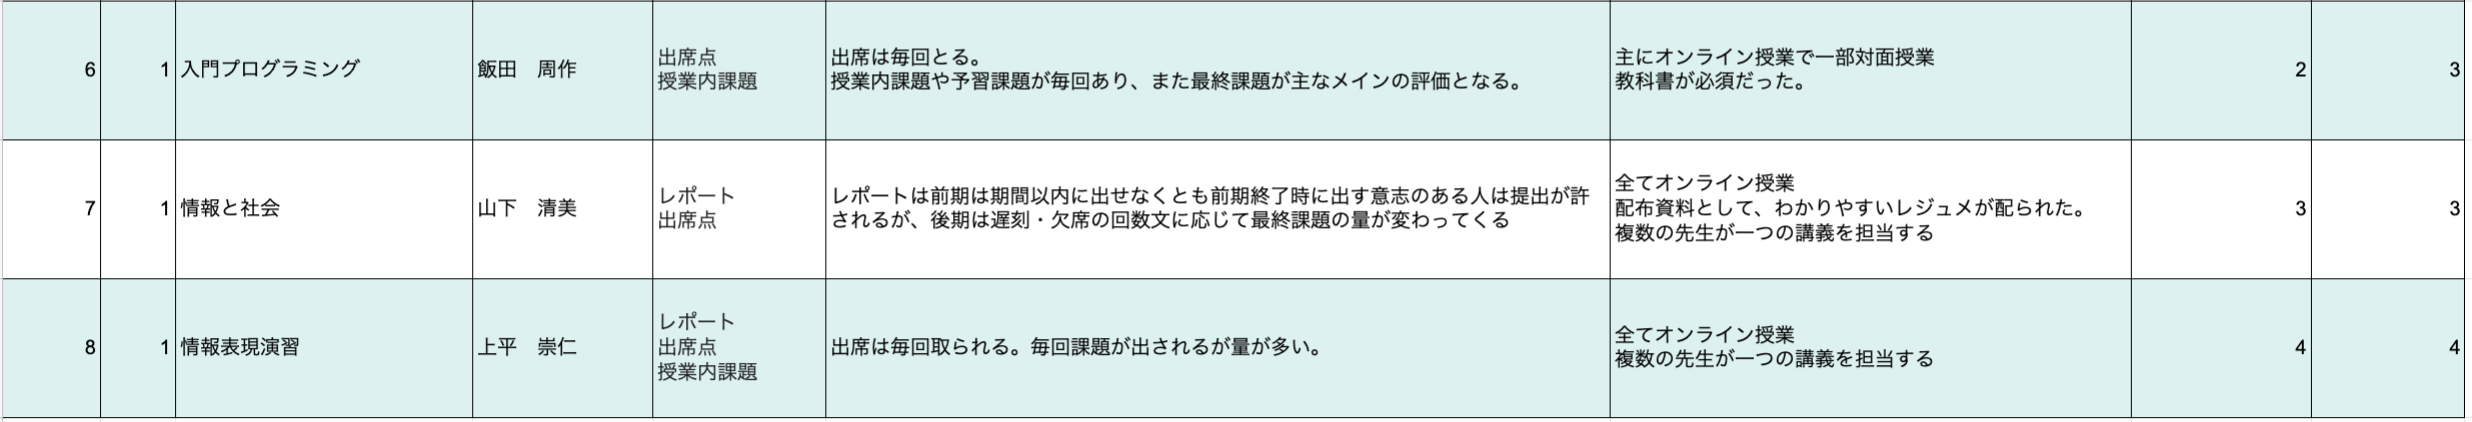 6
1
入門プログラミング
飯田　周作
出席点
授業内課題
出席は毎回とる。
授業内課題や予習課題が毎回あり、また最終課題が主なメインの評価となる。
主にオンライン授業で一部対面授業
教科書が必須だった。
2
3
7
1
情報と社会
山下　清美
レポート
出席点
レポートは前期は期間以内に出せなくとも前期終了時に出す意志のある人は提出が許
されるが、後期は遅刻・欠席の回数文に応じて最終課題の量が変わってくる
全てオンライン授業
配布資料として、わかりやすいレジュメが配られた。
複数の先生が一つの講義を担当する
3
3
8
1
情報表現演習
上平　崇仁
レポート
出席点
授業内課題
出席は毎回取られる。毎回課題が出されるが量が多い。
全てオンライン授業
複数の先生が一つの講義を担当する
4
4